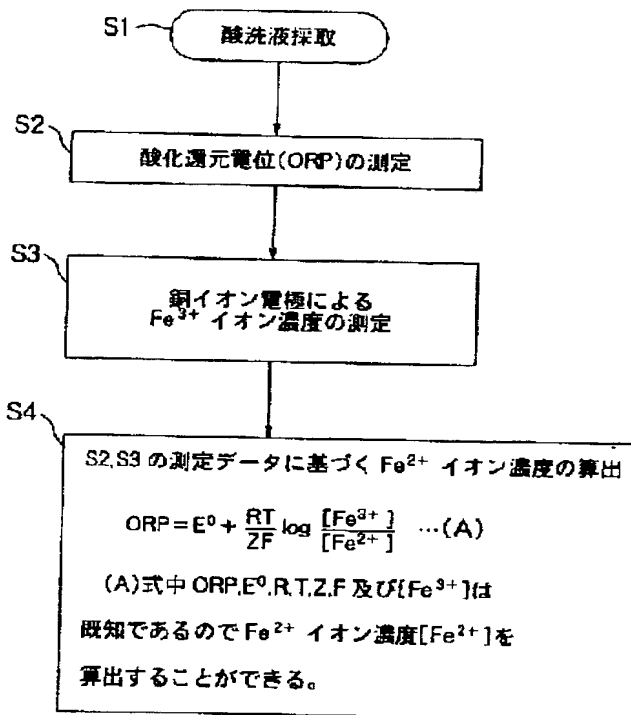 S1
酸洗液採取
S2
酸化還元電位(ORP)の測定
S3
銅イオン電極による
Fe³⁺ イオン濃度の測定
S4
S2,S3 の測定データに基づく Fe²⁺ イオン濃度の算出
ORP = E⁰ + RT/ZF log [Fe³⁺]/[Fe²⁺] …(A)
(A)式中 ORP,E⁰,R,T,Z,F 及び[Fe³⁺]は
既知であるので Fe²⁺ イオン濃度[Fe²⁺]を
算出することができる。